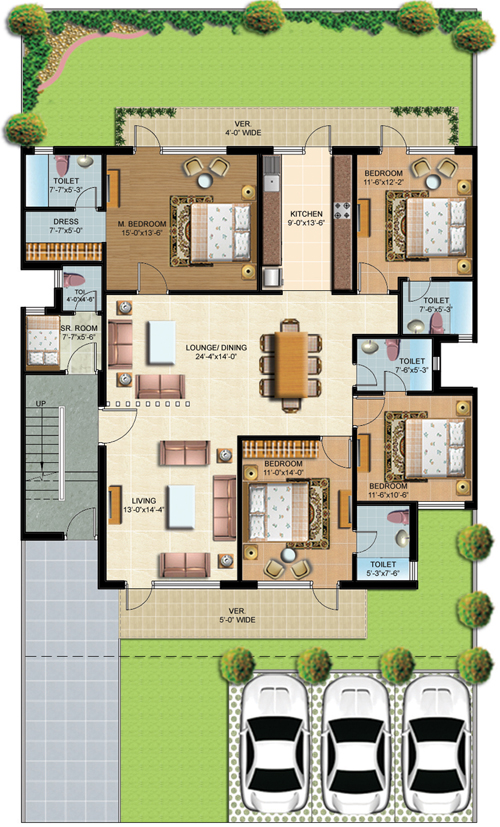 VER.
4'-0" WIDE
TOILET
7'-7"x5'-3"
M. BEDROOM
15'-0"x13'-6"
KITCHEN
9'-0"x13'-6"
BEDROOM
11'-6"x12'-2"
DRESS
7'-7"x5'-0"
TOI.
4'-0"x4'-6"
SR. ROOM
7'-7"x5'-6"
TOILET
7'-6"x5'-3"
LOUNGE/ DINING
24'-4"x14'-0"
TOILET
7'-6"x5'-3"
UP
BEDROOM
11'-0"x14'-0"
BEDROOM
11'-6"x10'-6"
LIVING
13'-0"x14'-4"
TOILET
5'-3"x7'-6"
VER.
5'-0" WIDE